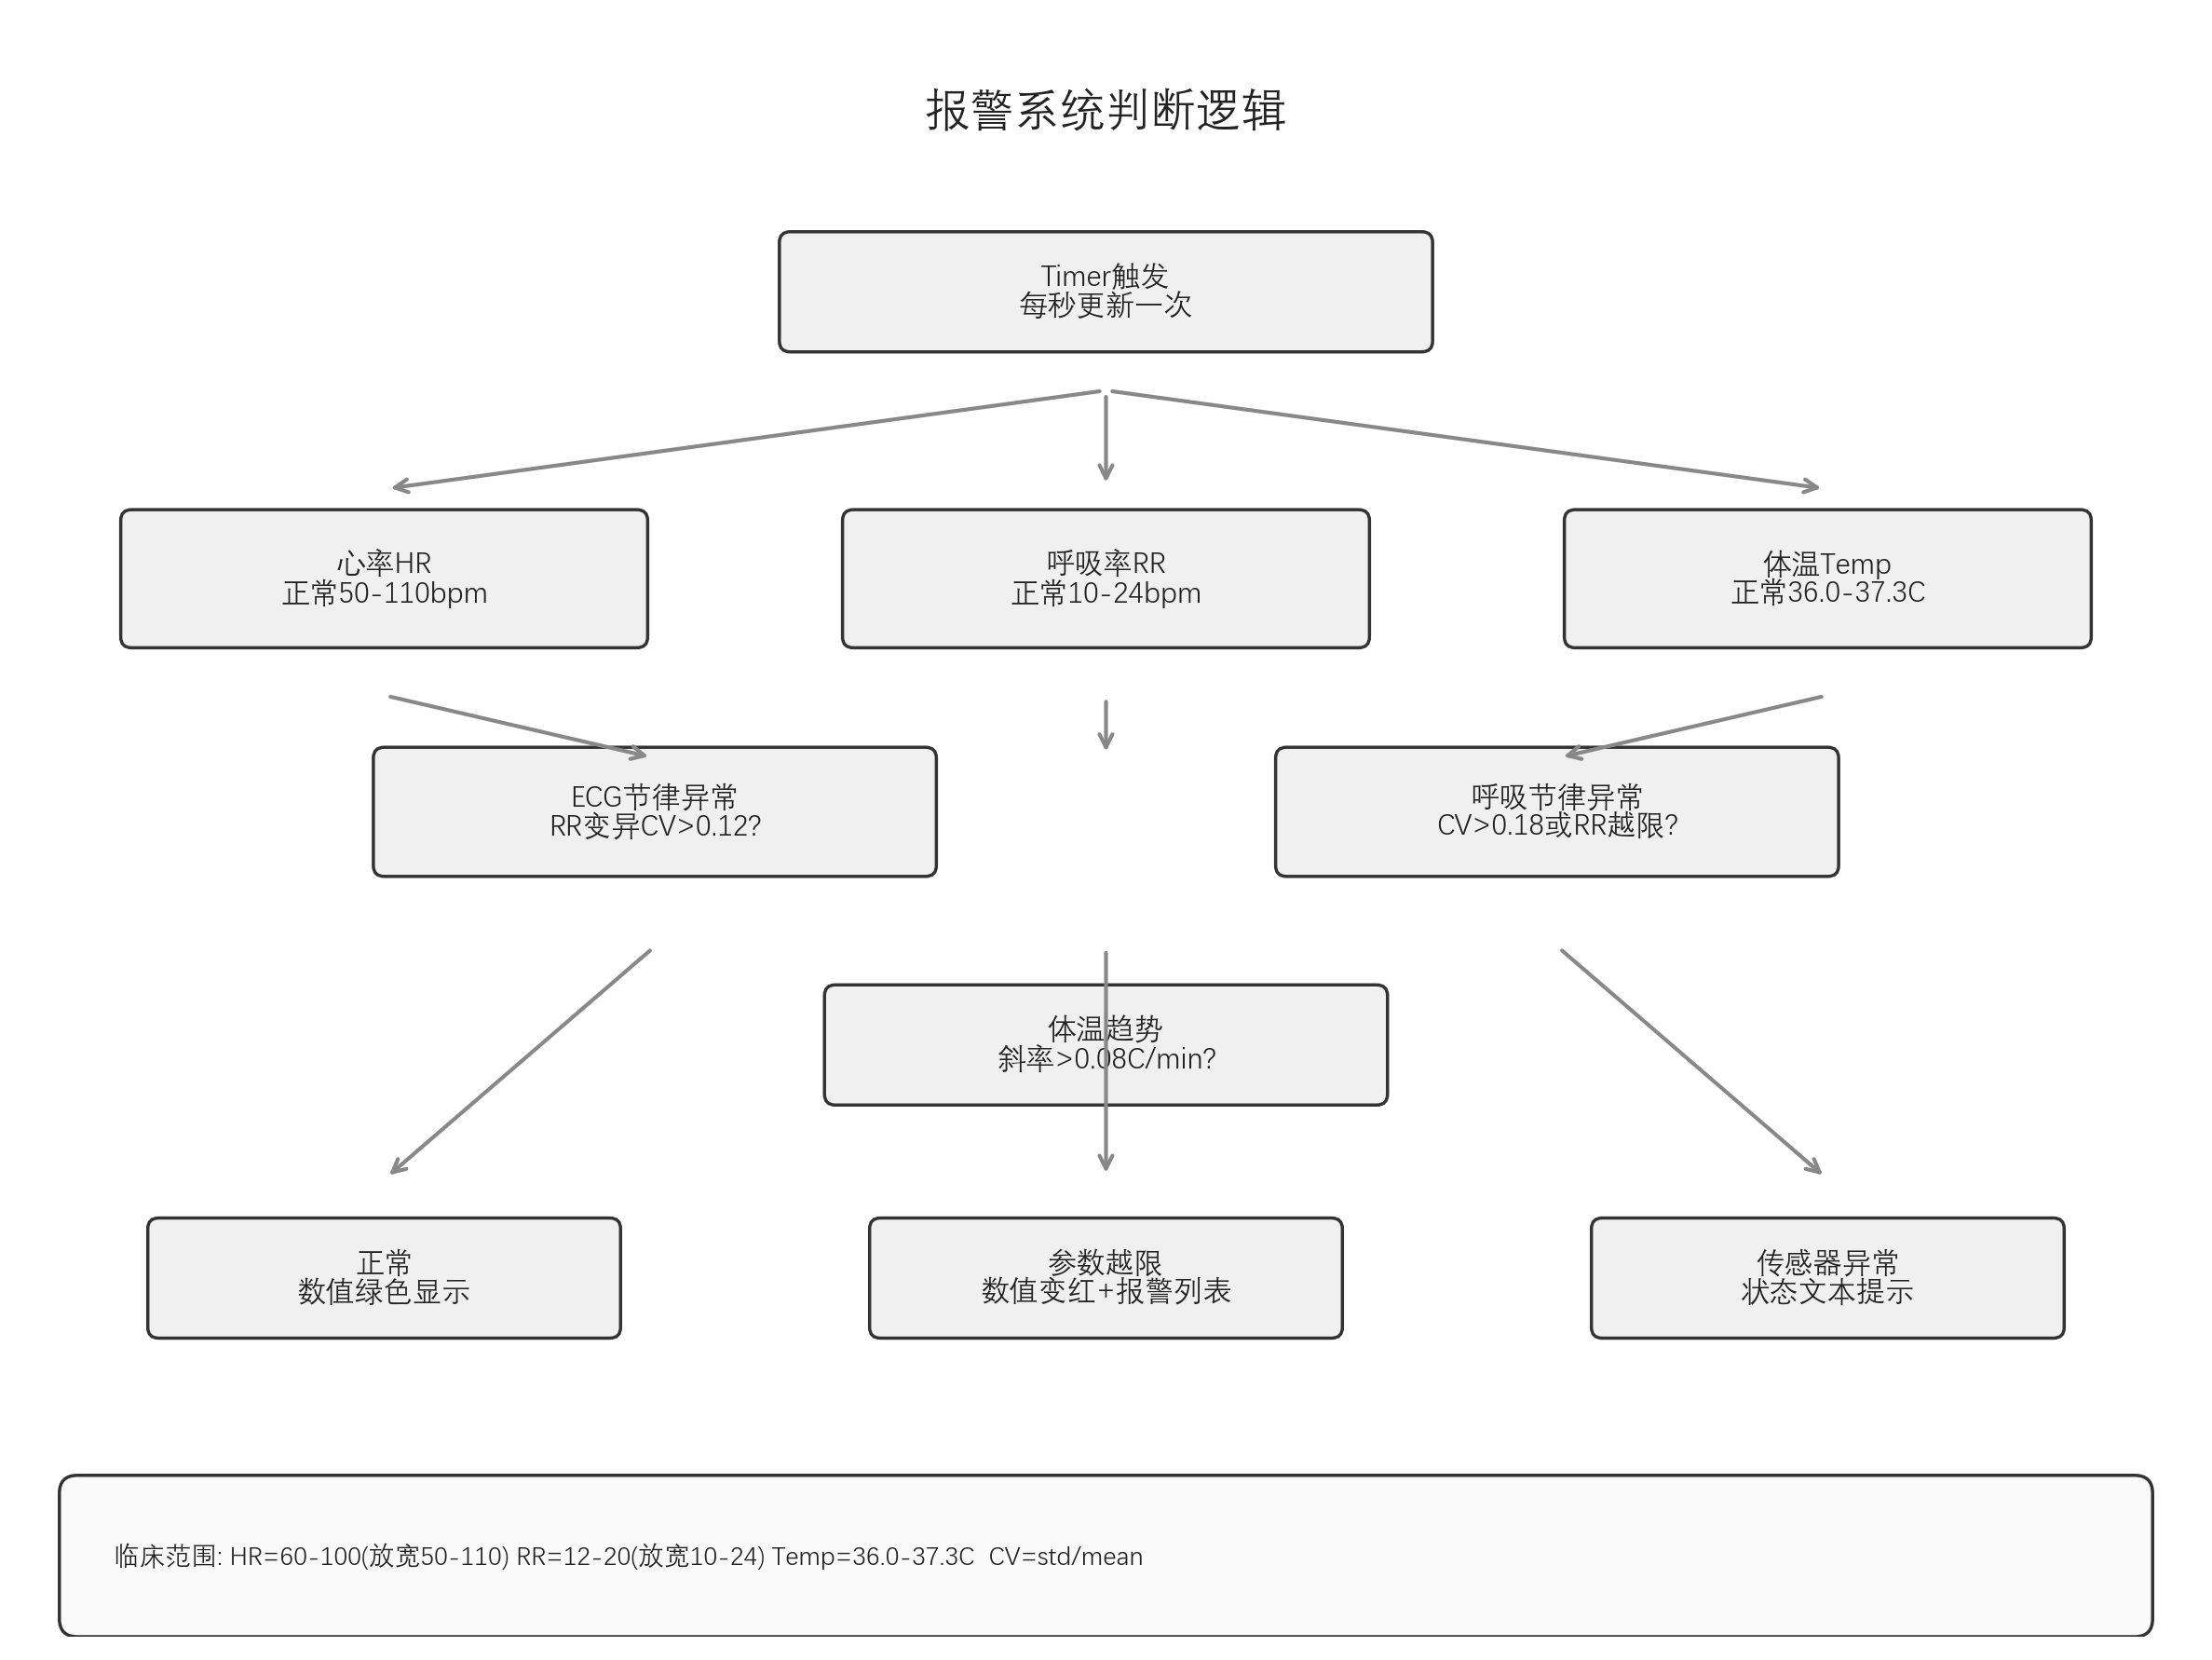 报警系统判断逻辑
Timer触发
每秒更新一次
心率HR
正常50-110bpm
呼吸率RR
正常10-24bpm
体温Temp
正常36.0-37.3C
ECG节律异常
RR变异CV>0.12?
呼吸节律异常
CV>0.18或RR越限?
体温趋势
斜率>0.08C/min?
正常
数值绿色显示
参数越限
数值变红+报警列表
传感器异常
状态文本提示
临床范围: HR=60-100(放宽50-110) RR=12-20(放宽10-24) Temp=36.0-37.3C  CV=std/mean